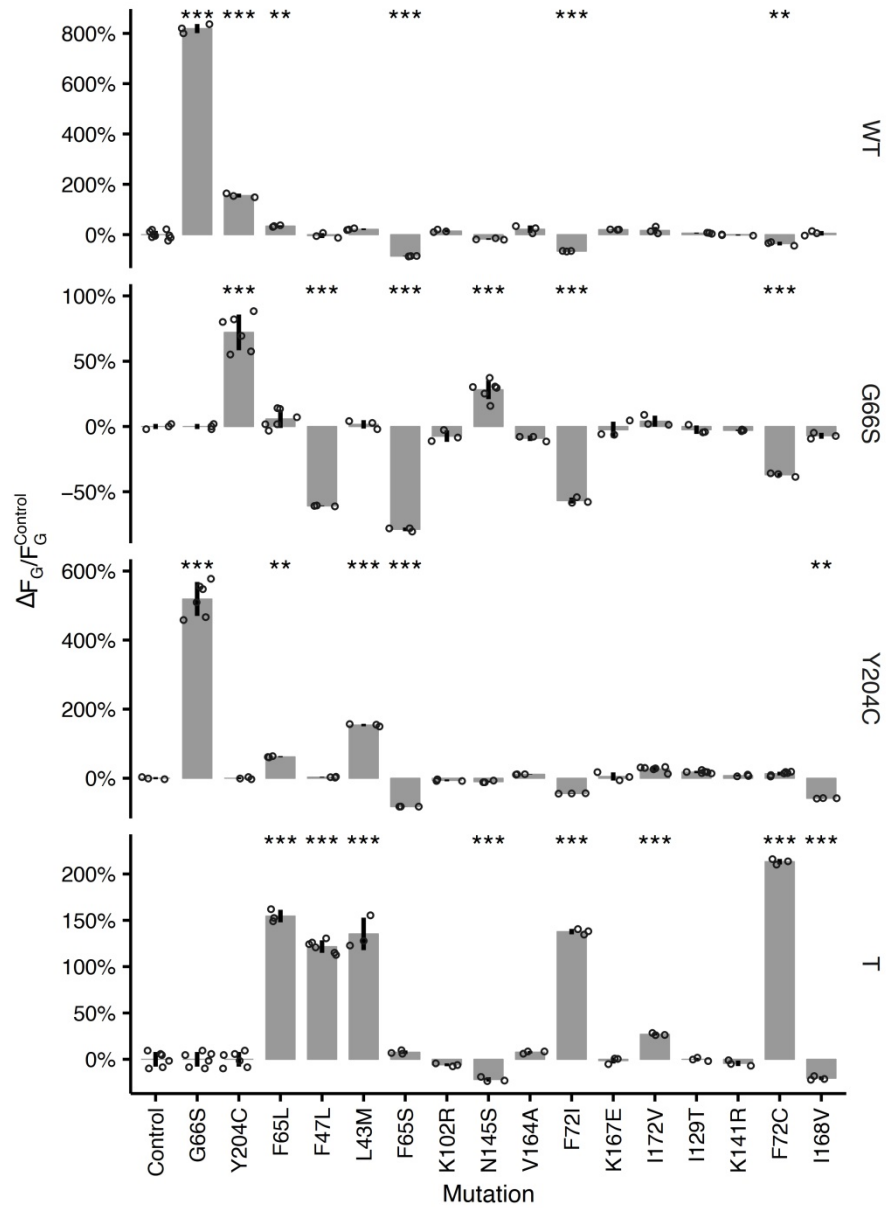 *** *** ** *** *** **
800%
600%
400%
200%
0%
WT
*** *** *** *** *** ***
100%
50%
0%
−50%
G66S
*** ** *** *** **
600%
400%
200%
0%
Y204C
*** *** *** *** *** *** *** ***
200%
150%
100%
50%
0%
T
ΔF_G/F_G^Control
Control G66S Y204C F65L F47L L43M F65S K102R N145S V164A F72I K167E I172V I129T K141R F72C I168V
Mutation